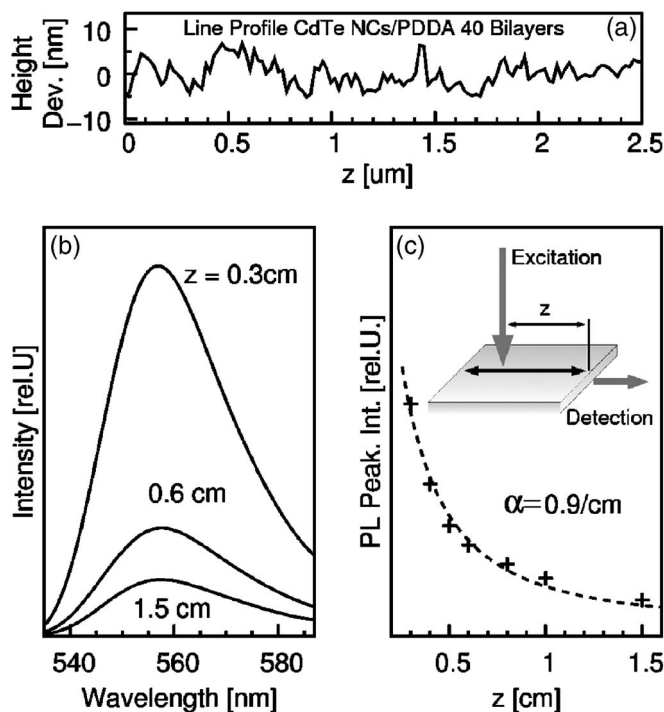 Line Profile CdTe NCs/PDDA 40 Bilayers
(a)
Height
Dev. [nm]
10
0
−10
0
0.5
1
1.5
2
2.5
z [um]
(b)
z = 0.3cm
0.6 cm
1.5 cm
Intensity [rel.U]
540
560
580
Wavelength [nm]
(c)
Excitation
z
Detection
α=0.9/cm
PL Peak. Int. [rel.U.]
0.5
1
1.5
z [cm]